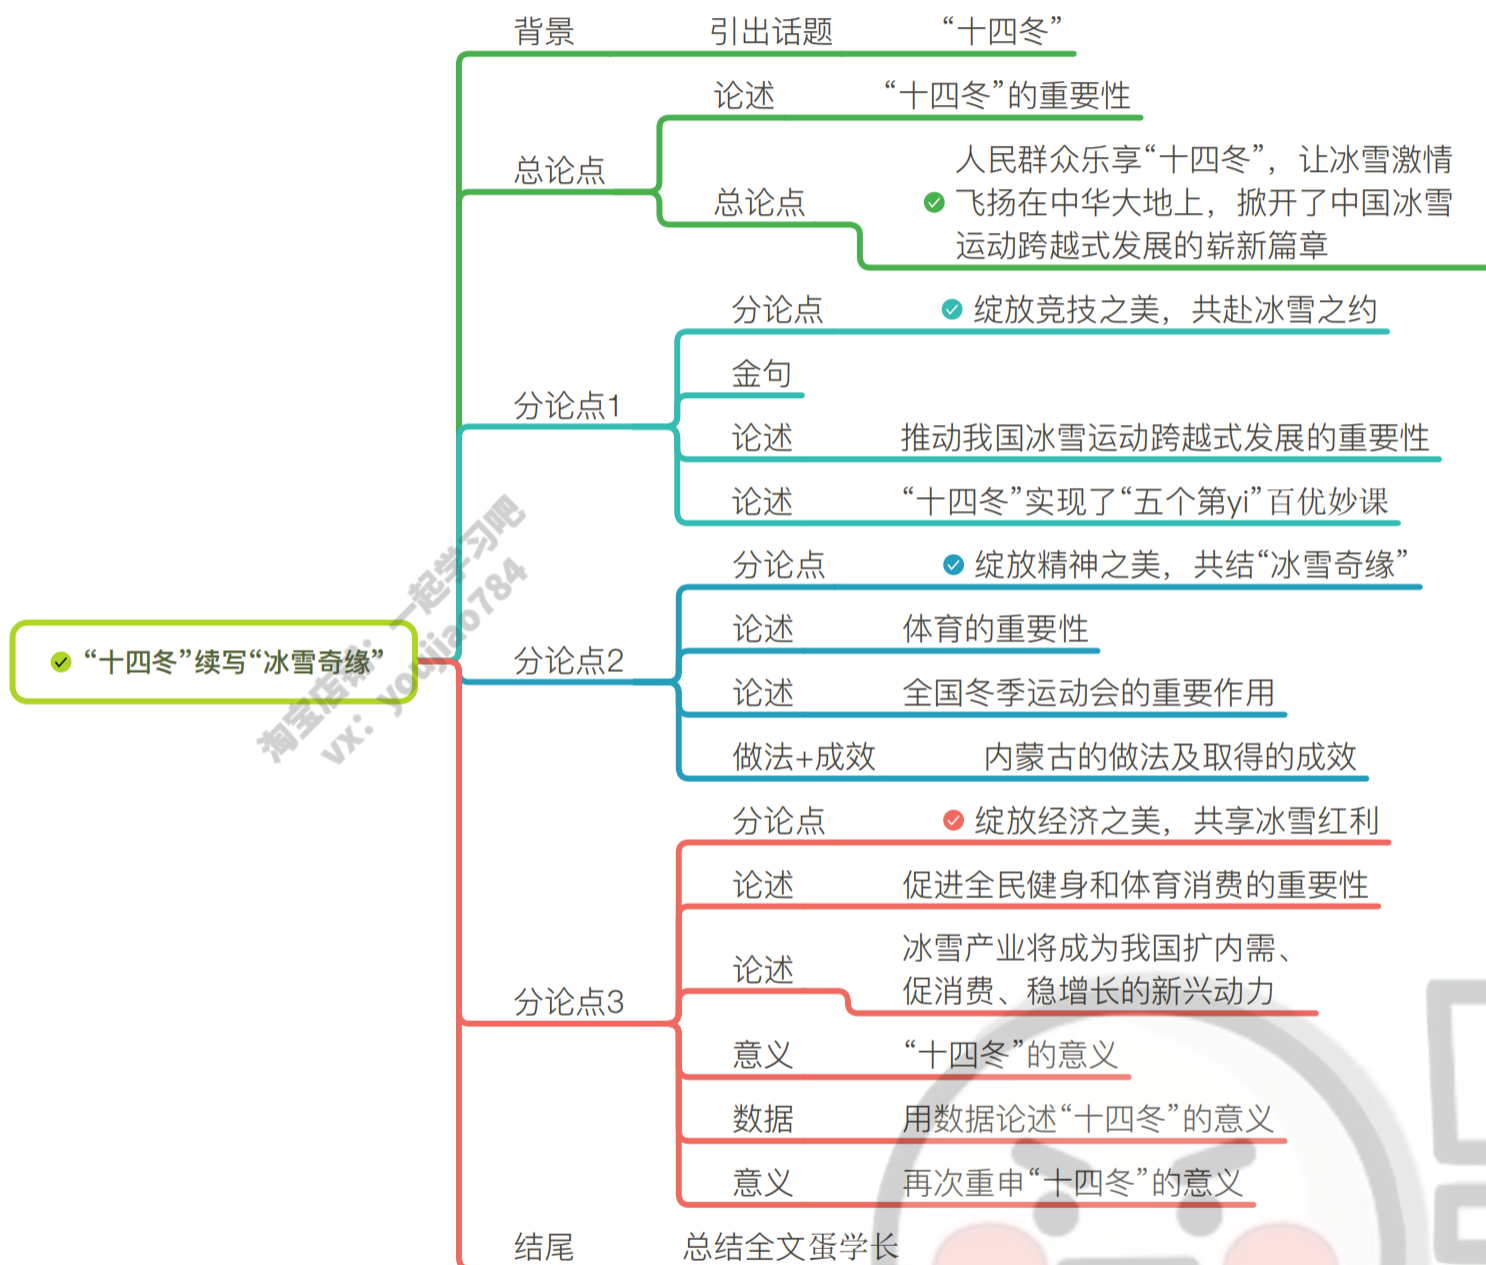 背景 引出话题 “十四冬”
论述 “十四冬”的重要性
总论点
总论点 人民群众乐享“十四冬”，让冰雪激情
飞扬在中华大地上，掀开了中国冰雪
运动跨越式发展的崭新篇章
分论点 绽放竞技之美，共赴冰雪之约
金句
分论点1
论述 推动我国冰雪运动跨越式发展的重要性
论述 “十四冬”实现了“五个第yi”百优妙课
分论点 绽放精神之美，共结“冰雪奇缘”
论述 体育的重要性
“十四冬”续写“冰雪奇缘”
分论点2
论述 全国冬季运动会的重要作用
做法+成效 内蒙古的做法及取得的成效
分论点 绽放经济之美，共享冰雪红利
论述 促进全民健身和体育消费的重要性
论述 冰雪产业将成为我国扩内需、
促消费、稳增长的新兴动力
分论点3
意义 “十四冬”的意义
数据 用数据论述“十四冬”的意义
意义 再次重申“十四冬”的意义
结尾 总结全文蛋学长
淘宝店铺：一起学习吧
vx：youjiao784